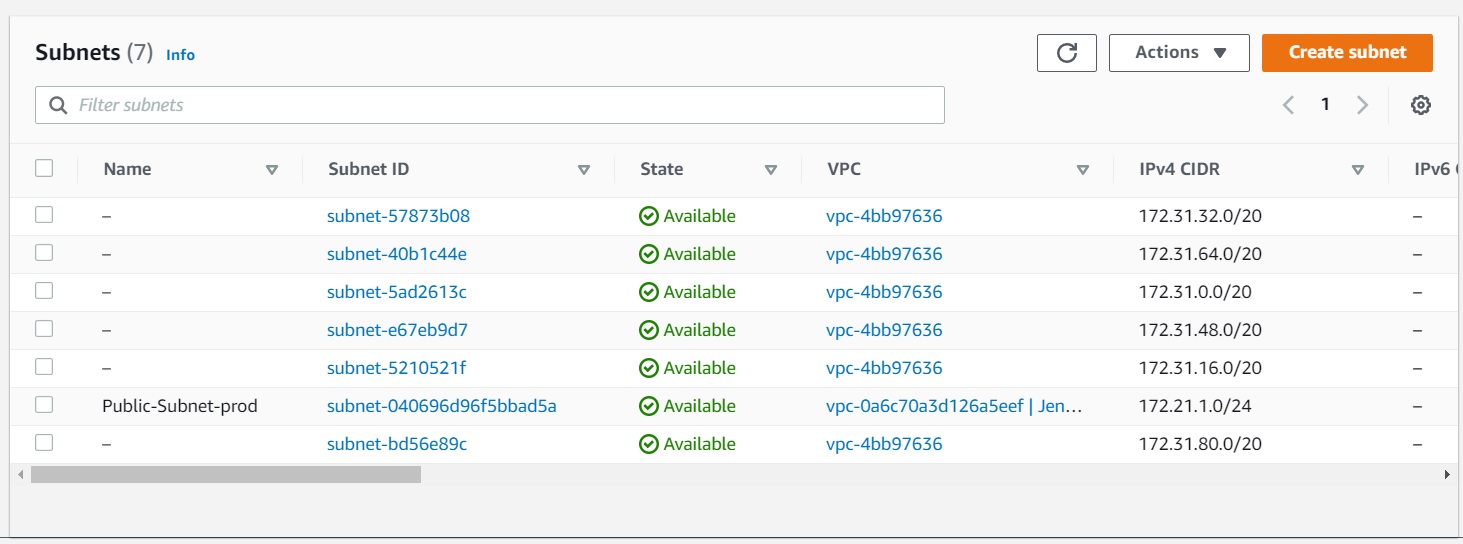 Subnets (7) Info
Actions
Create subnet
Filter subnets
1
Name Subnet ID State VPC IPv4 CIDR IPv6
– subnet-57873b08 Available vpc-4bb97636 172.31.32.0/20 –
– subnet-40b1c44e Available vpc-4bb97636 172.31.64.0/20 –
– subnet-5ad2613c Available vpc-4bb97636 172.31.0.0/20 –
– subnet-e67eb9d7 Available vpc-4bb97636 172.31.48.0/20 –
– subnet-5210521f Available vpc-4bb97636 172.31.16.0/20 –
Public-Subnet-prod subnet-040696d96f5bbad5a Available vpc-0a6c70a3d126a5eef | Jen... 172.21.1.0/24 –
– subnet-bd56e89c Available vpc-4bb97636 172.31.80.0/20 –